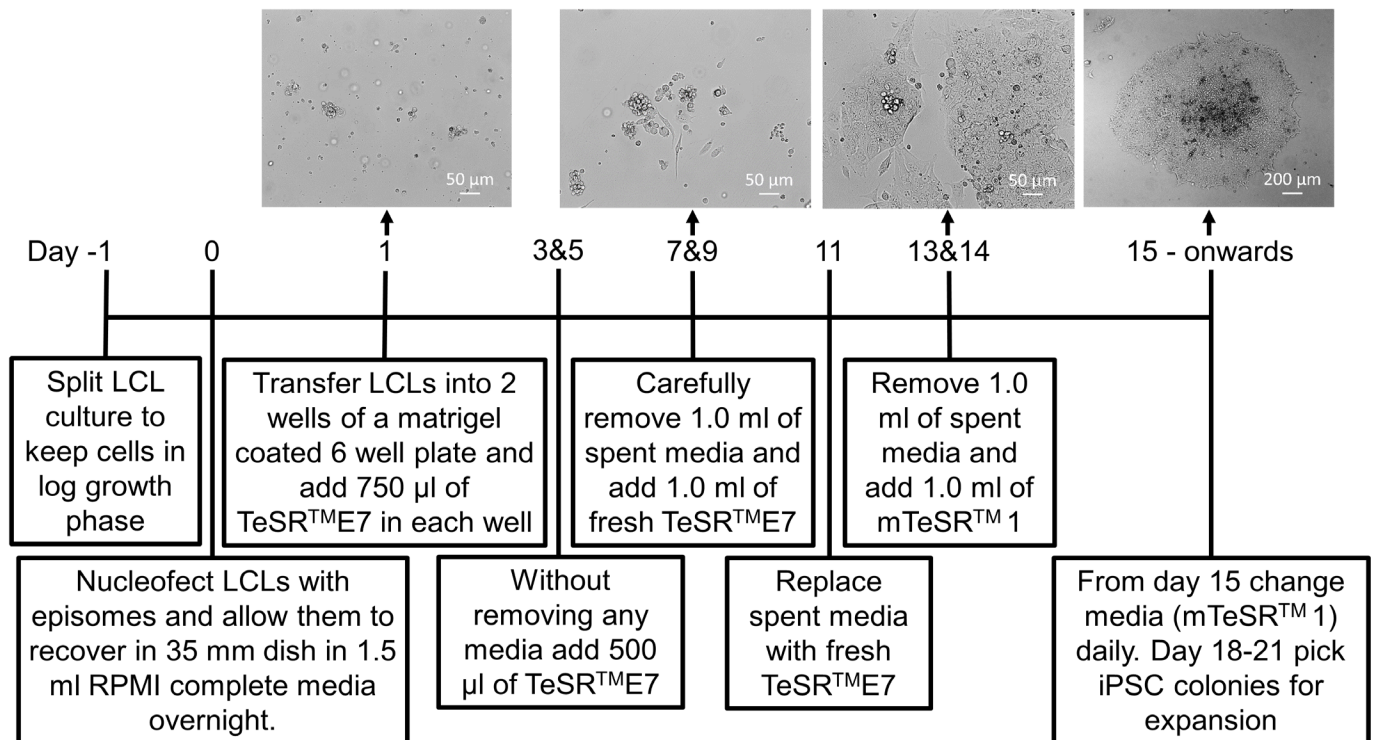 50 µm
50 µm
50 µm
200 µm
Day -1
0
1
3&5
7&9
11
13&14
15 - onwards
Split LCL
culture to
keep cells in
log growth
phase
Transfer LCLs into 2
wells of a matrigel
coated 6 well plate and
add 750 µl of
TeSR™E7 in each well
Carefully
remove 1.0 ml of
spent media and
add 1.0 ml of
fresh TeSR™E7
Remove 1.0
ml of spent
media and
add 1.0 ml of
mTeSR™ 1
Nucleofect LCLs with
episomes and allow them to
recover in 35 mm dish in 1.5
ml RPMI complete media
overnight.
Without
removing any
media add 500
µl of TeSR™E7
Replace
spent media
with fresh
TeSR™E7
From day 15 change
media (mTeSR™ 1)
daily. Day 18-21 pick
iPSC colonies for
expansion